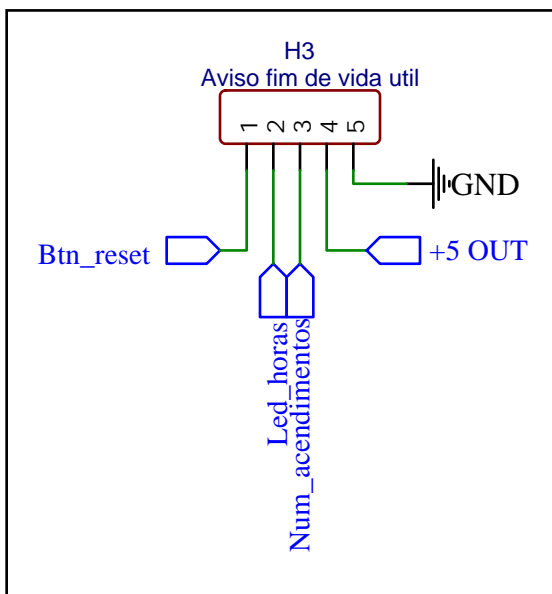 H3
Aviso fim de vida util
1 2 3 4 5
GND
Btn_reset
+5 OUT
Led_horas
Num_acendimentos